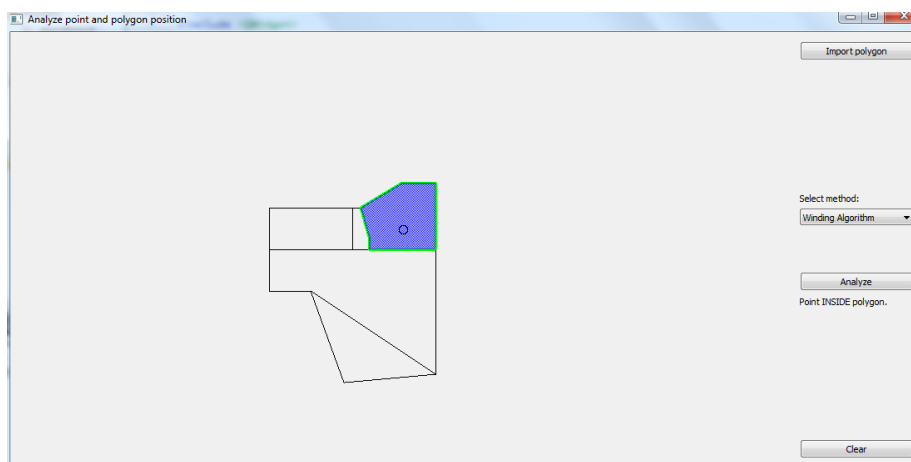 Analyze point and polygon position
Import polygon
Select method:
Winding Algorithm
Analyze
Point INSIDE polygon.
Clear